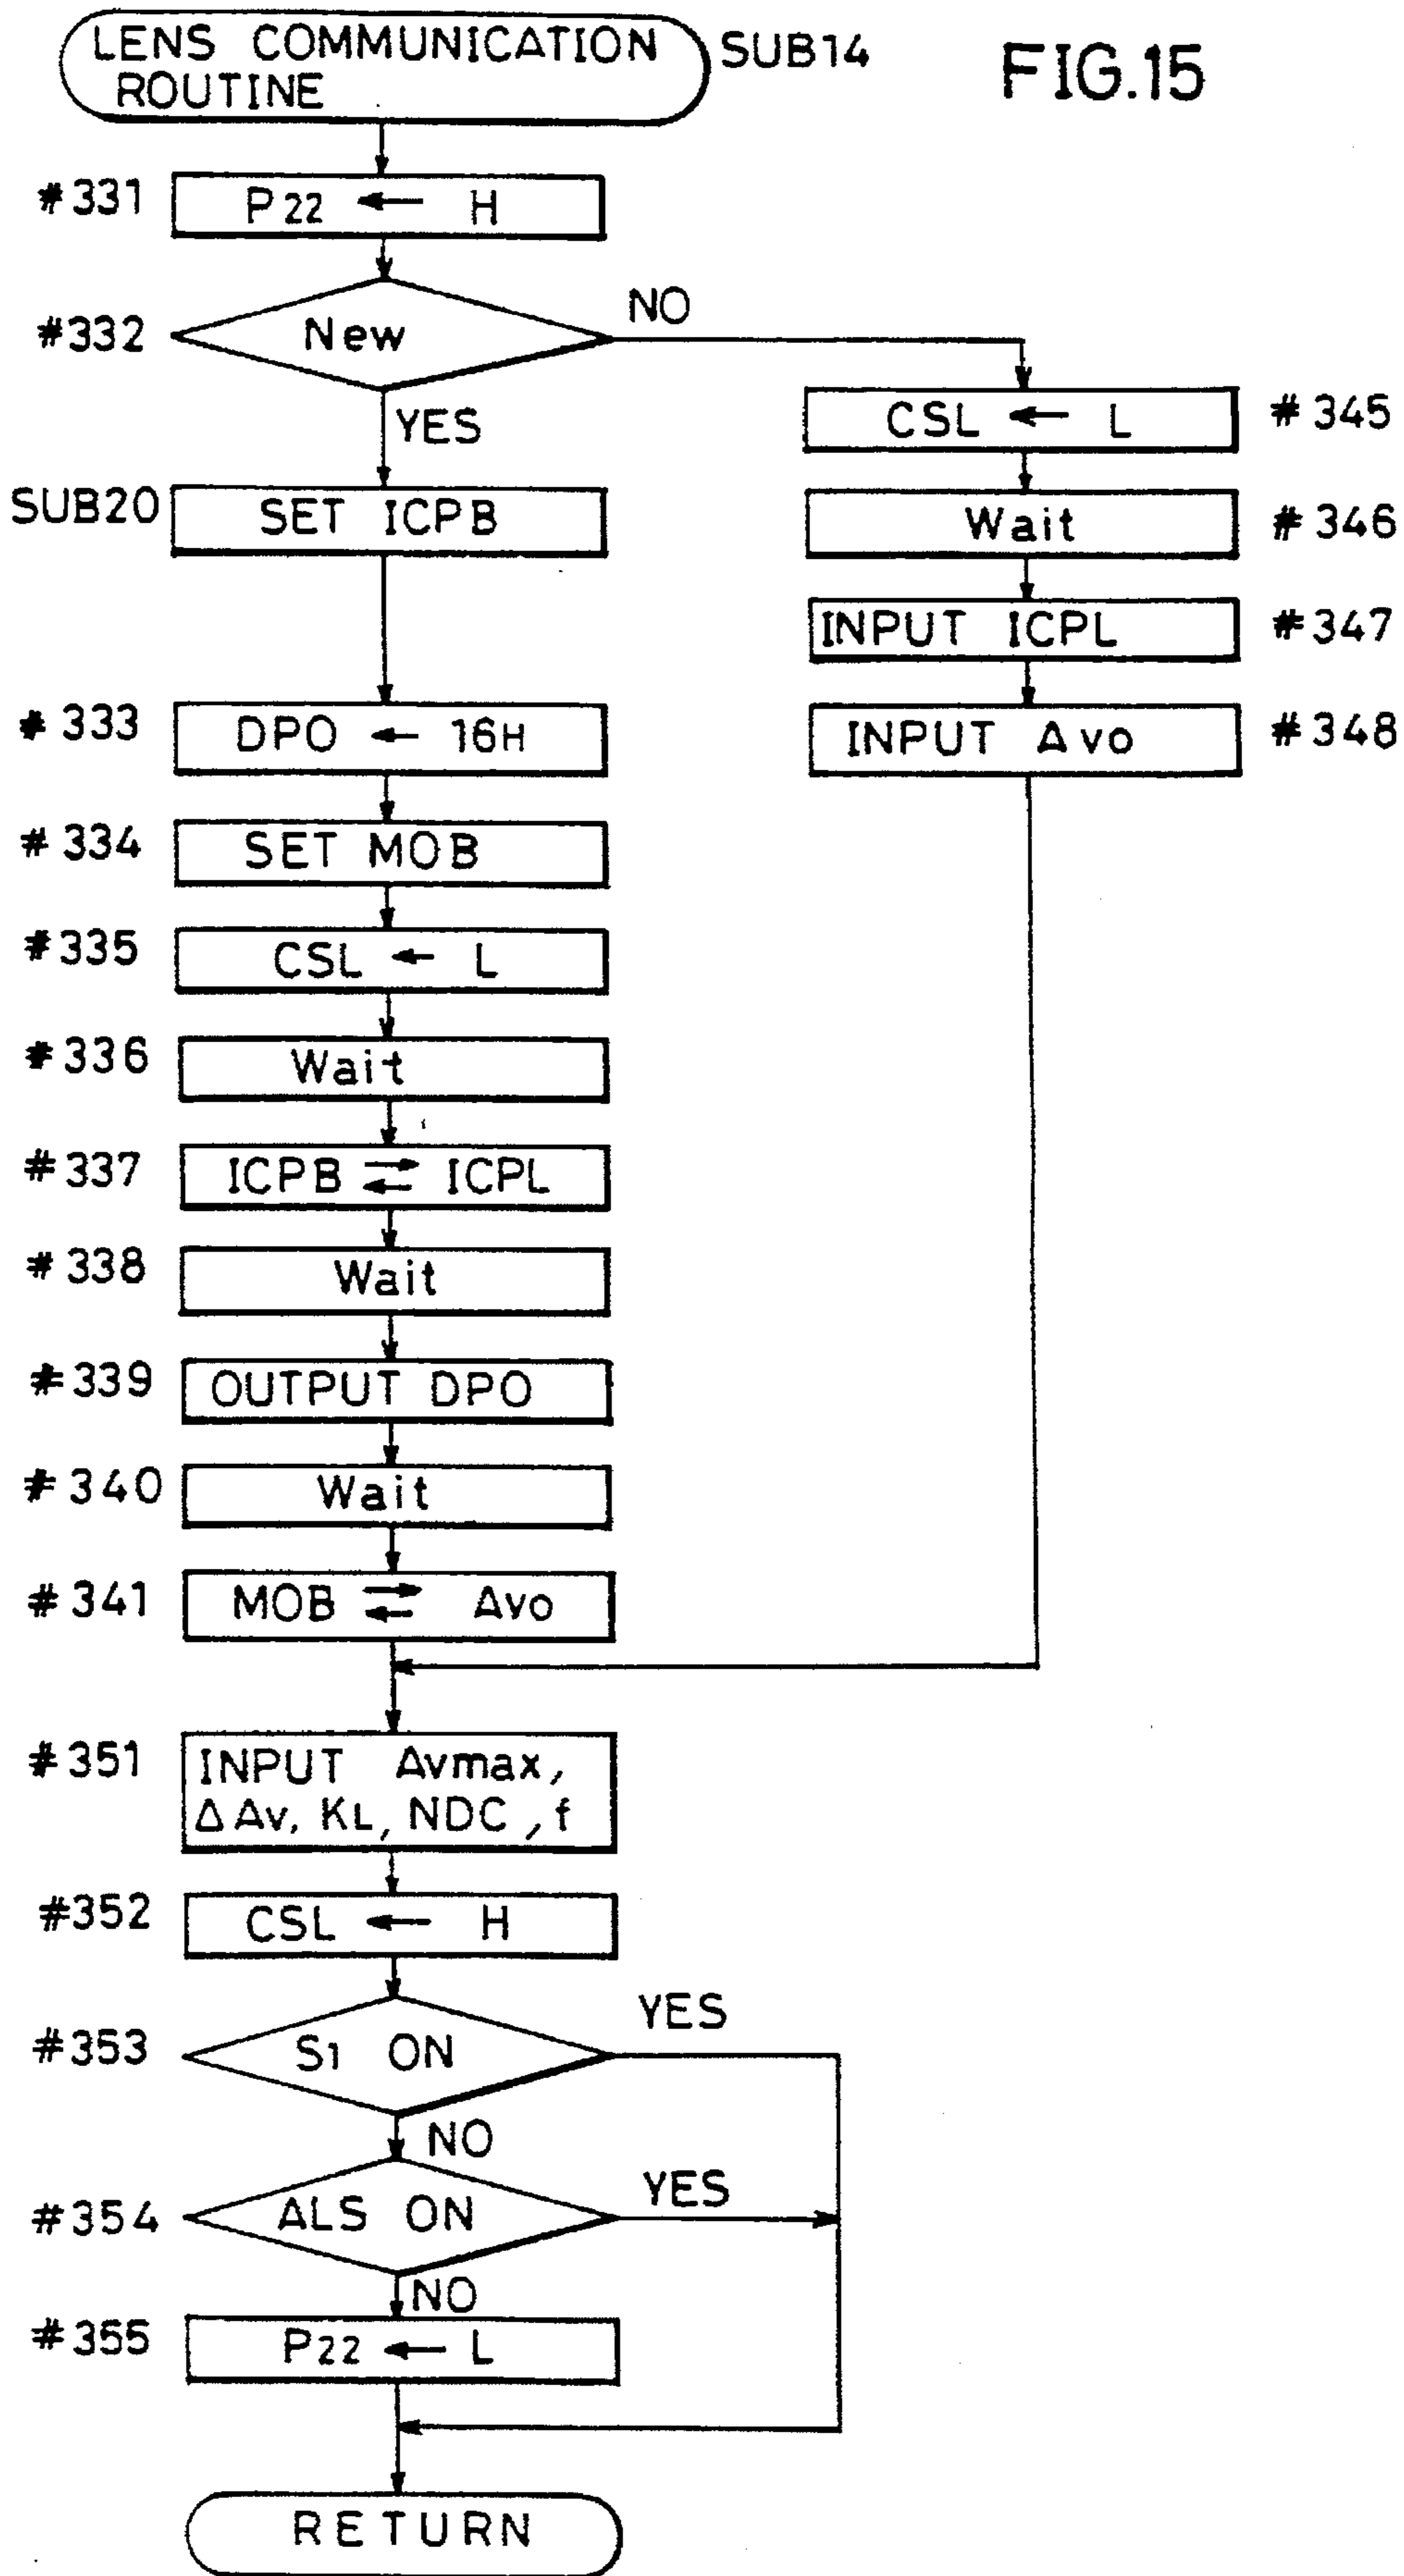 LENS COMMUNICATION
ROUTINE
SUB14
FIG.15
#331
P22 ← H
#332
New
NO
YES
#345
CSL ← L
#346
Wait
#347
INPUT ICPL
#348
INPUT Avo
SUB20
SET ICPB
#333
DPO ← 16H
#334
SET MOB
#335
CSL ← L
#336
Wait
#337
ICPB ⇄ ICPL
#338
Wait
#339
OUTPUT DPO
#340
Wait
#341
MOB ⇄ Avo
#351
INPUT Avmax,
ΔAv, KL, NDC, f
#352
CSL ← H
#353
S1 ON
YES
NO
#354
ALS ON
YES
NO
#355
P22 ← L
RETURN